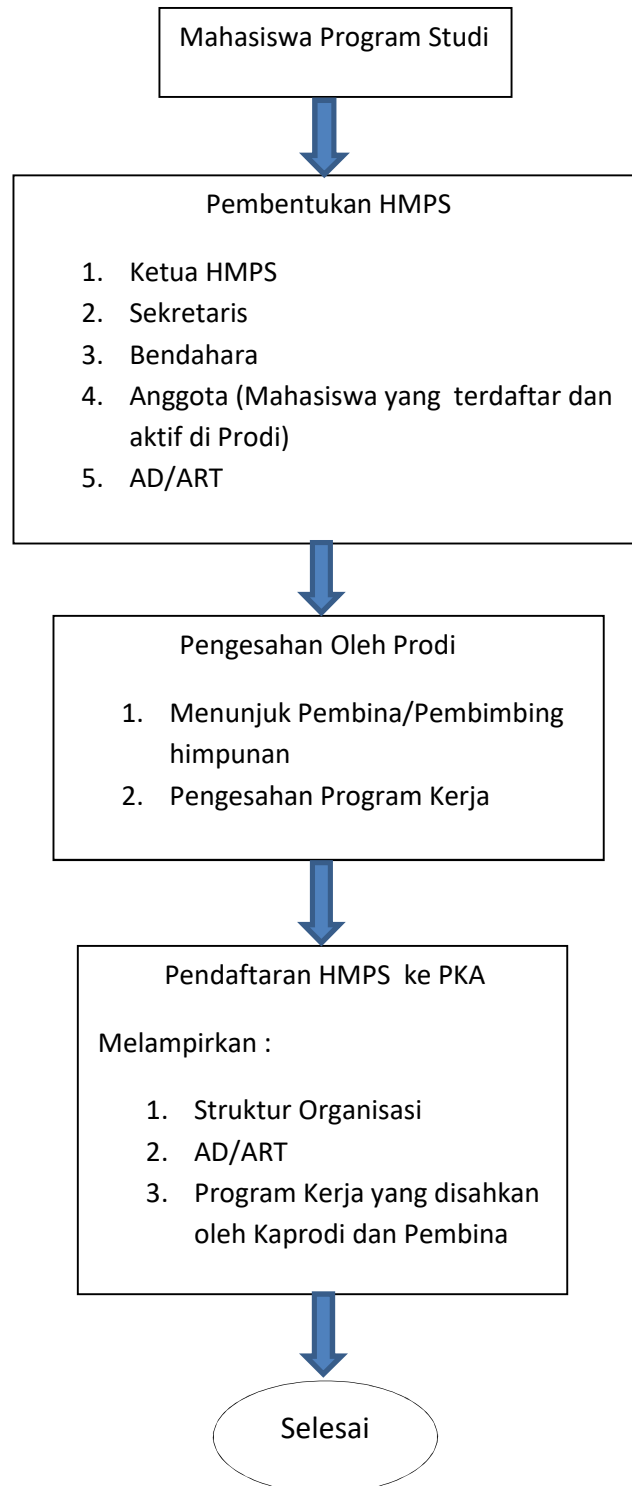 Mahasiswa Program Studi
Pembentukan HMPS
1. Ketua HMPS
2. Sekretaris
3. Bendahara
4. Anggota (Mahasiswa yang terdaftar dan
aktif di Prodi)
5. AD/ART
Pengesahan Oleh Prodi
1. Menunjuk Pembina/Pembimbing
himpunan
2. Pengesahan Program Kerja
Pendaftaran HMPS ke PKA
Melampirkan :
1. Struktur Organisasi
2. AD/ART
3. Program Kerja yang disahkan
oleh Kaprodi dan Pembina
Selesai